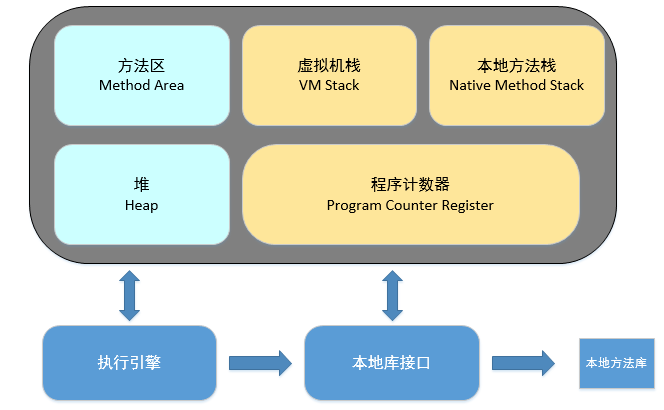 方法区
Method Area
虚拟机栈
VM Stack
本地方法栈
Native Method Stack
堆
Heap
程序计数器
Program Counter Register
执行引擎
本地库接口
本地方法库